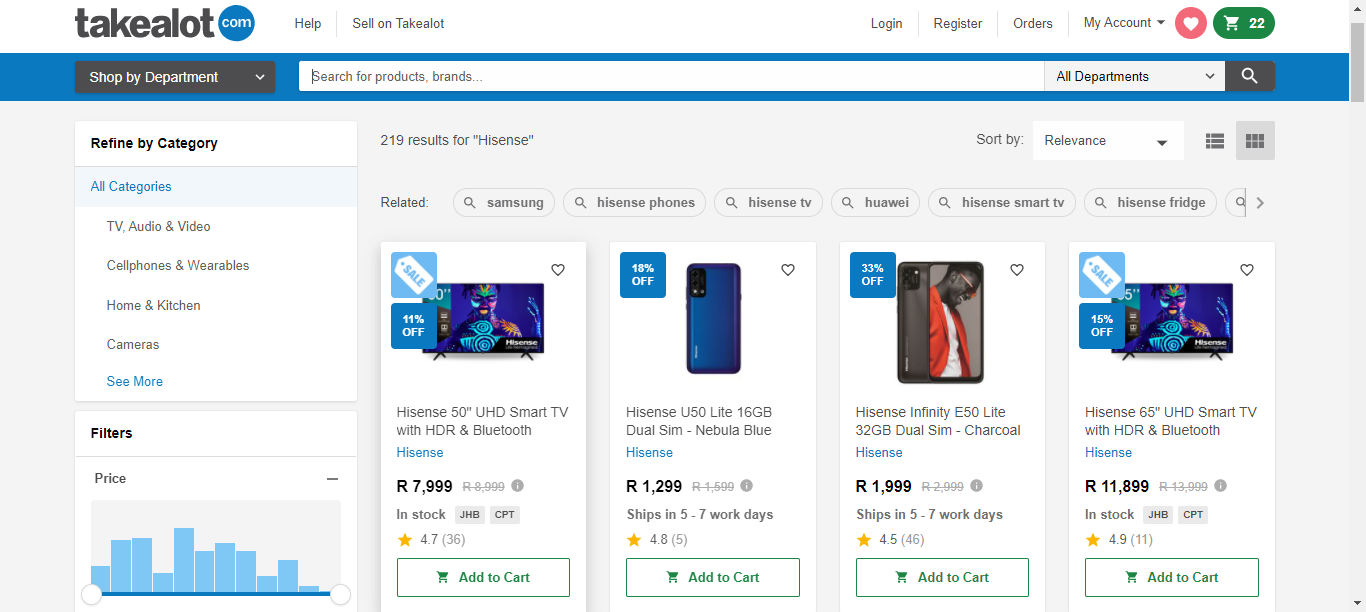 takealot com
Help
Sell on Takealot
Login
Register
Orders
My Account
22
Shop by Department
Search for products, brands...
All Departments
Refine by Category
All Categories
TV, Audio & Video
Cellphones & Wearables
Home & Kitchen
Cameras
See More
Filters
Price
219 results for "Hisense"
Sort by:
Relevance
Related:
samsung
hisense phones
hisense tv
huawei
hisense smart tv
hisense fridge
SALE
11%
OFF
Hisense
Hisense 50" UHD Smart TV
with HDR & Bluetooth
Hisense
R 7,999 R 8,999
In stock JHB CPT
4.7 (36)
Add to Cart
18%
OFF
Hisense U50 Lite 16GB
Dual Sim - Nebula Blue
Hisense
R 1,299 R 1,599
Ships in 5 - 7 work days
4.8 (5)
Add to Cart
33%
OFF
Hisense Infinity E50 Lite
32GB Dual Sim - Charcoal
Hisense
R 1,999 R 2,999
Ships in 5 - 7 work days
4.5 (46)
Add to Cart
SALE
15%
OFF
Hisense
Hisense 65" UHD Smart TV
with HDR & Bluetooth
Hisense
R 11,899 R 13,999
In stock JHB CPT
4.9 (11)
Add to Cart